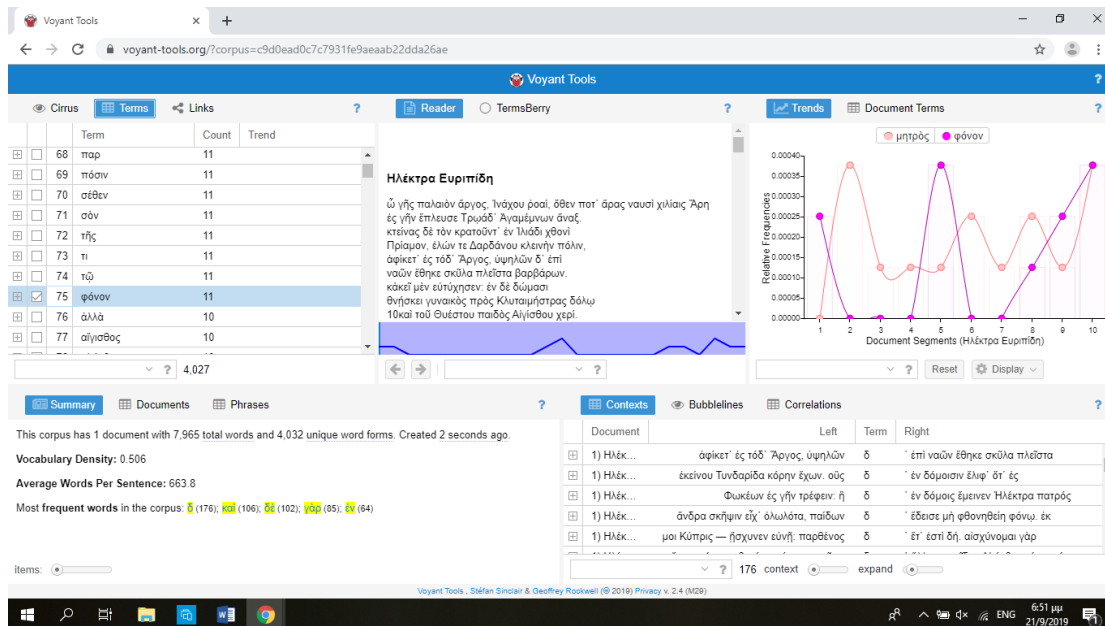 Voyant Tools
voyant-tools.org/?corpus=c9d0ead0c7c7931fe9aeaab22dda26ae
Voyant Tools ?
Cirrus Terms Links ?
Term Count Trend
68 παρ 11
69 πόσιν 11
70 σέθεν 11
71 σὸν 11
72 τῆς 11
73 τι 11
74 τῷ 11
75 φόνον 11
76 ἀλλὰ 10
77 αἴγισθος 10
? 4,027
Reader TermsBerry ?
Ηλέκτρα Ευριπίδη
ὦ γῆς παλαιὸν ἄργος, Ἰνάχου ῥοαί, ὅθεν ποτ᾽ ἄρας ναυσὶ χιλίαις Ἄρη
ἐς γῆν ἔπλευσε Τρῳάδ᾽ Ἀγαμέμνων ἄναξ.
κτείνας δὲ τὸν κρατοῦντ᾽ ἐν Ἰλιάδι χθονὶ
Πρίαμον, ἑλών τε Δαρδάνου κλεινὴν πόλιν,
ἀφίκετ᾽ ἐς τόδ᾽ Ἄργος, ὑψηλῶν δ᾽ ἐπὶ
ναῶν ἔθηκε σκῦλα πλεῖστα βαρβάρων.
κἀκεῖ μὲν εὐτύχησεν: ἐν δὲ δώμασι
θνῄσκει γυναικὸς πρὸς Κλυταιμήστρας δόλῳ
10καὶ τοῦ Θυέστου παιδὸς Αἰγίσθου χερί.
?
Trends Document Terms ?
μητρὸς φόνον
Relative Frequencies
0.00040
0.00035
0.00030
0.00025
0.00020
0.00015
0.00010
0.00005
0.00000
1 2 3 4 5 6 7 8 9 10
Document Segments (Ηλέκτρα Ευριπίδη)
? Reset Display
Summary Documents Phrases ?
This corpus has 1 document with 7,965 total words and 4,032 unique word forms. Created 2 seconds ago.
Vocabulary Density: 0.506
Average Words Per Sentence: 663.8
Most frequent words in the corpus: δ (176); καὶ (106); δὲ (102); γὰρ (85); ἐν (64)
items:
Contexts Bubblelines Correlations ?
Document Left Term Right
1) Ηλέκ... ἀφίκετ᾽ ἐς τόδ᾽ Ἄργος, ὑψηλῶν δ ᾽ ἐπὶ ναῶν ἔθηκε σκῦλα πλεῖστα
1) Ηλέκ... ἐκείνου Τυνδαρίδα κόρην ἔχων. οὓς δ ᾽ ἐν δόμοισιν ἔλιφ᾽ ὅτ᾽ ἐς
1) Ηλέκ... Φωκέων ἐς γῆν τρέφειν: ἣ δ ᾽ ἐν δόμοις ἔμεινεν Ἠλέκτρα πατρός
1) Ηλέκ... ἄνδρα σκῆψιν εἶχ᾽ ὀλωλότα, παίδων δ ᾽ ἔδεισε μὴ φθονηθείη φόνῳ. ἐκ
1) Ηλέκ... μοι Κύπρις — ᾔσχυνεν εὐνῇ: παρθένος δ ᾽ ἔτ᾽ ἐστὶ δή. αἰσχύνομαι γὰρ
? 176 context expand
Voyant Tools , Stéfan Sinclair & Geoffrey Rockwell (© 2019) Privacy v. 2.4 (M29)
ENG
6:51 μμ
21/9/2019